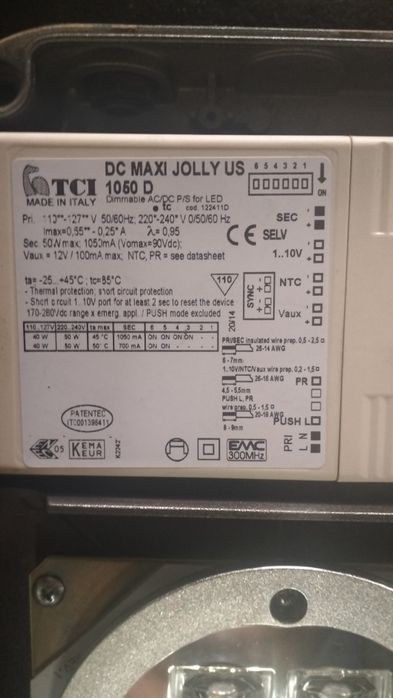 TCI
MADE IN ITALY
DC MAXI JOLLY US
1050 D
Dimmable AC/DC P/S for LED
tc cod. 122411D
6 5 4 3 2 1
ON
Pri. 110**-127** V 50/60Hz; 220*-240* V 0/50/60 Hz
Imax=0,55** - 0,25* A λ=0,95
Sec. 50W max; 1050mA (Vomax=90Vdc);
Vaux = 12V / 100mA max; NTC, PR = see datasheet
CE SELV
SEC - +
1..10V - +
ta= -25...+45°C ; tc=85°C
- Thermal protection; short circuit protection
- Short circuit 1..10V port for at least 2 sec to reset the device
170-280Vdc range x emerg. appl. / PUSH mode excluded
110
SYNC
+ -
+ -
20/14
NTC
Vaux - +
110..127V 220..240V ta max SEC 6 5 4 3 2 1
40 W 50 W 45° C 1050 mA ON ON ON ON - -
40 W 50 W 50° C 700 mA ON ON - - - -
PRI/SEC insulated wire prep. 0,5 - 2,5
26-14 AWG
6 - 7mm
1..10V/NTC/Vaux wire prep. 0,2 - 1,5
26-16 AWG
4,5 - 5,5mm
PUSH L, PR
wire prep. 0,5 - 1,5
20-16 AWG
8 - 9mm
PR
PUSH L
PRI N L
PATENTEC
IT0001396411
05
KEMA
KEUR
K2242
EMC
300MHz